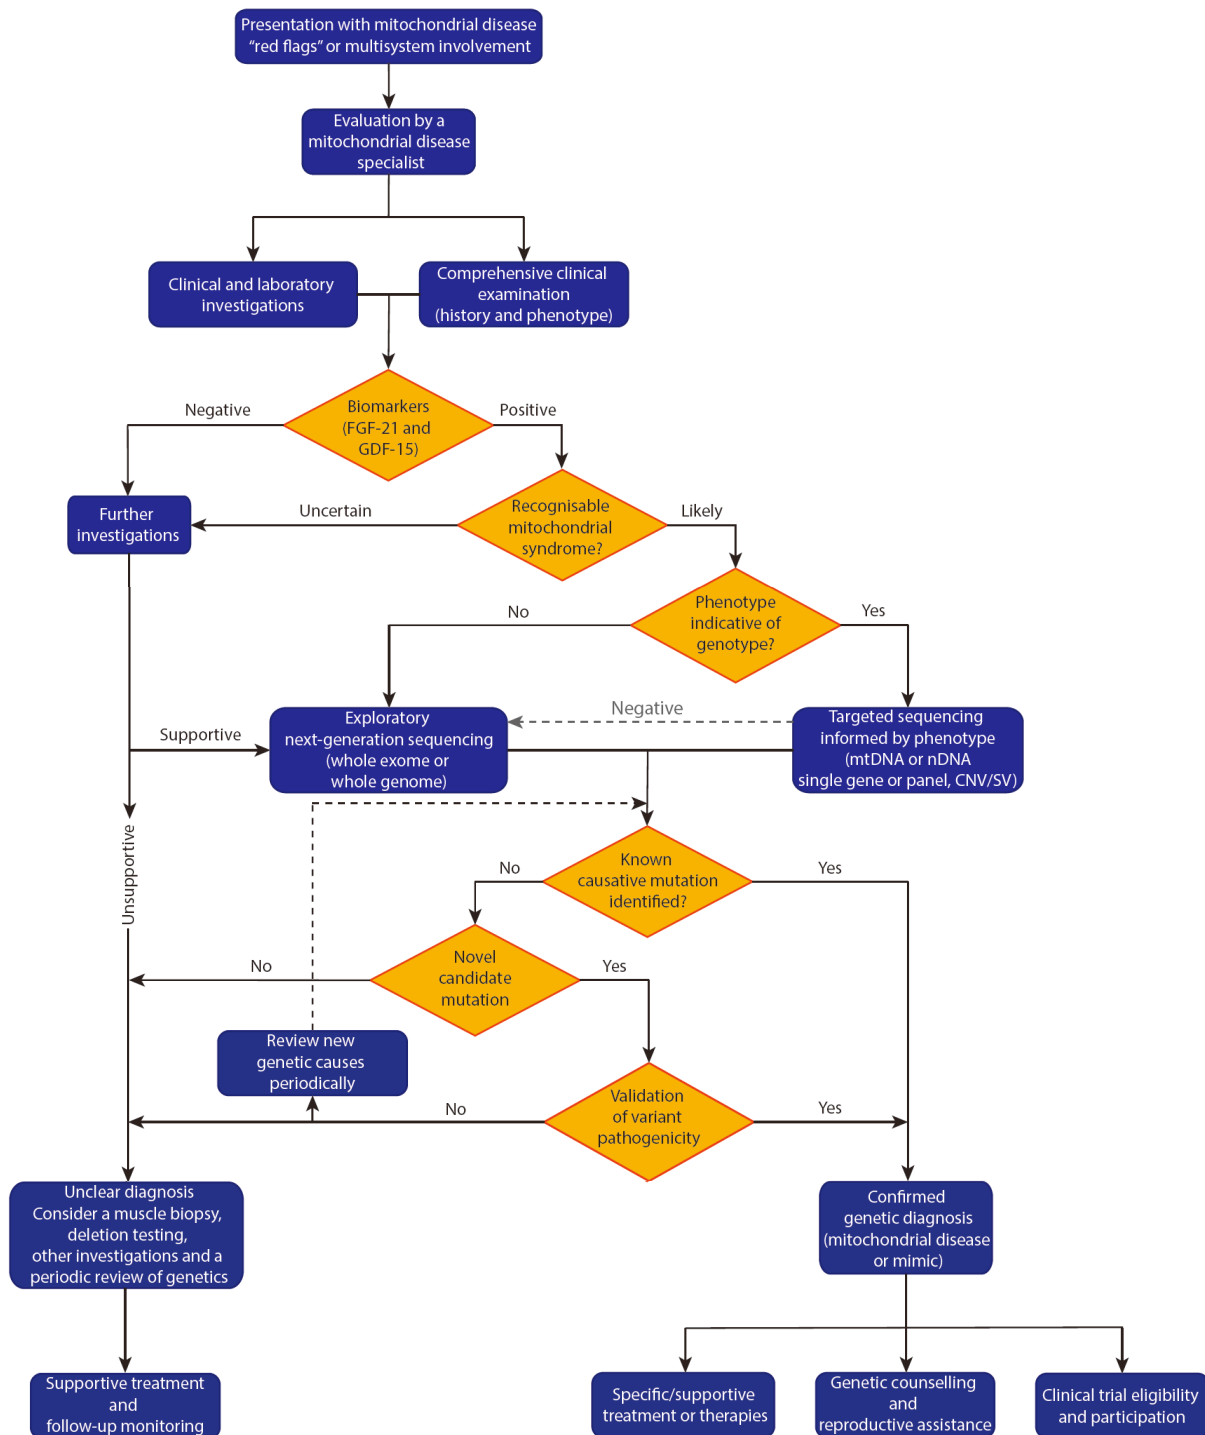 Presentation with mitochondrial disease
“red flags” or multisystem involvement
Evaluation by a
mitochondrial disease
specialist
Clinical and laboratory
investigations
Comprehensive clinical
examination
(history and phenotype)
Negative
Biomarkers
(FGF-21 and
GDF-15)
Positive
Further
investigations
Uncertain
Recognisable
mitochondrial
syndrome?
Likely
No
Phenotype
indicative of
genotype?
Yes
Supportive
Exploratory
next-generation sequencing
(whole exome or
whole genome)
Negative
Targeted sequencing
informed by phenotype
(mtDNA or nDNA
single gene or panel, CNV/SV)
Unsupportive
No
Known
causative mutation
identified?
Yes
No
Novel
candidate
mutation
Yes
Review new
genetic causes
periodically
No
Validation
of variant
pathogenicity
Yes
Unclear diagnosis
Consider a muscle biopsy,
deletion testing,
other investigations and a
periodic review of genetics
Confirmed
genetic diagnosis
(mitochondrial disease
or mimic)
Supportive treatment
and
follow-up monitoring
Specific/supportive
treatment or therapies
Genetic counselling
and
reproductive assistance
Clinical trial eligibility
and participation